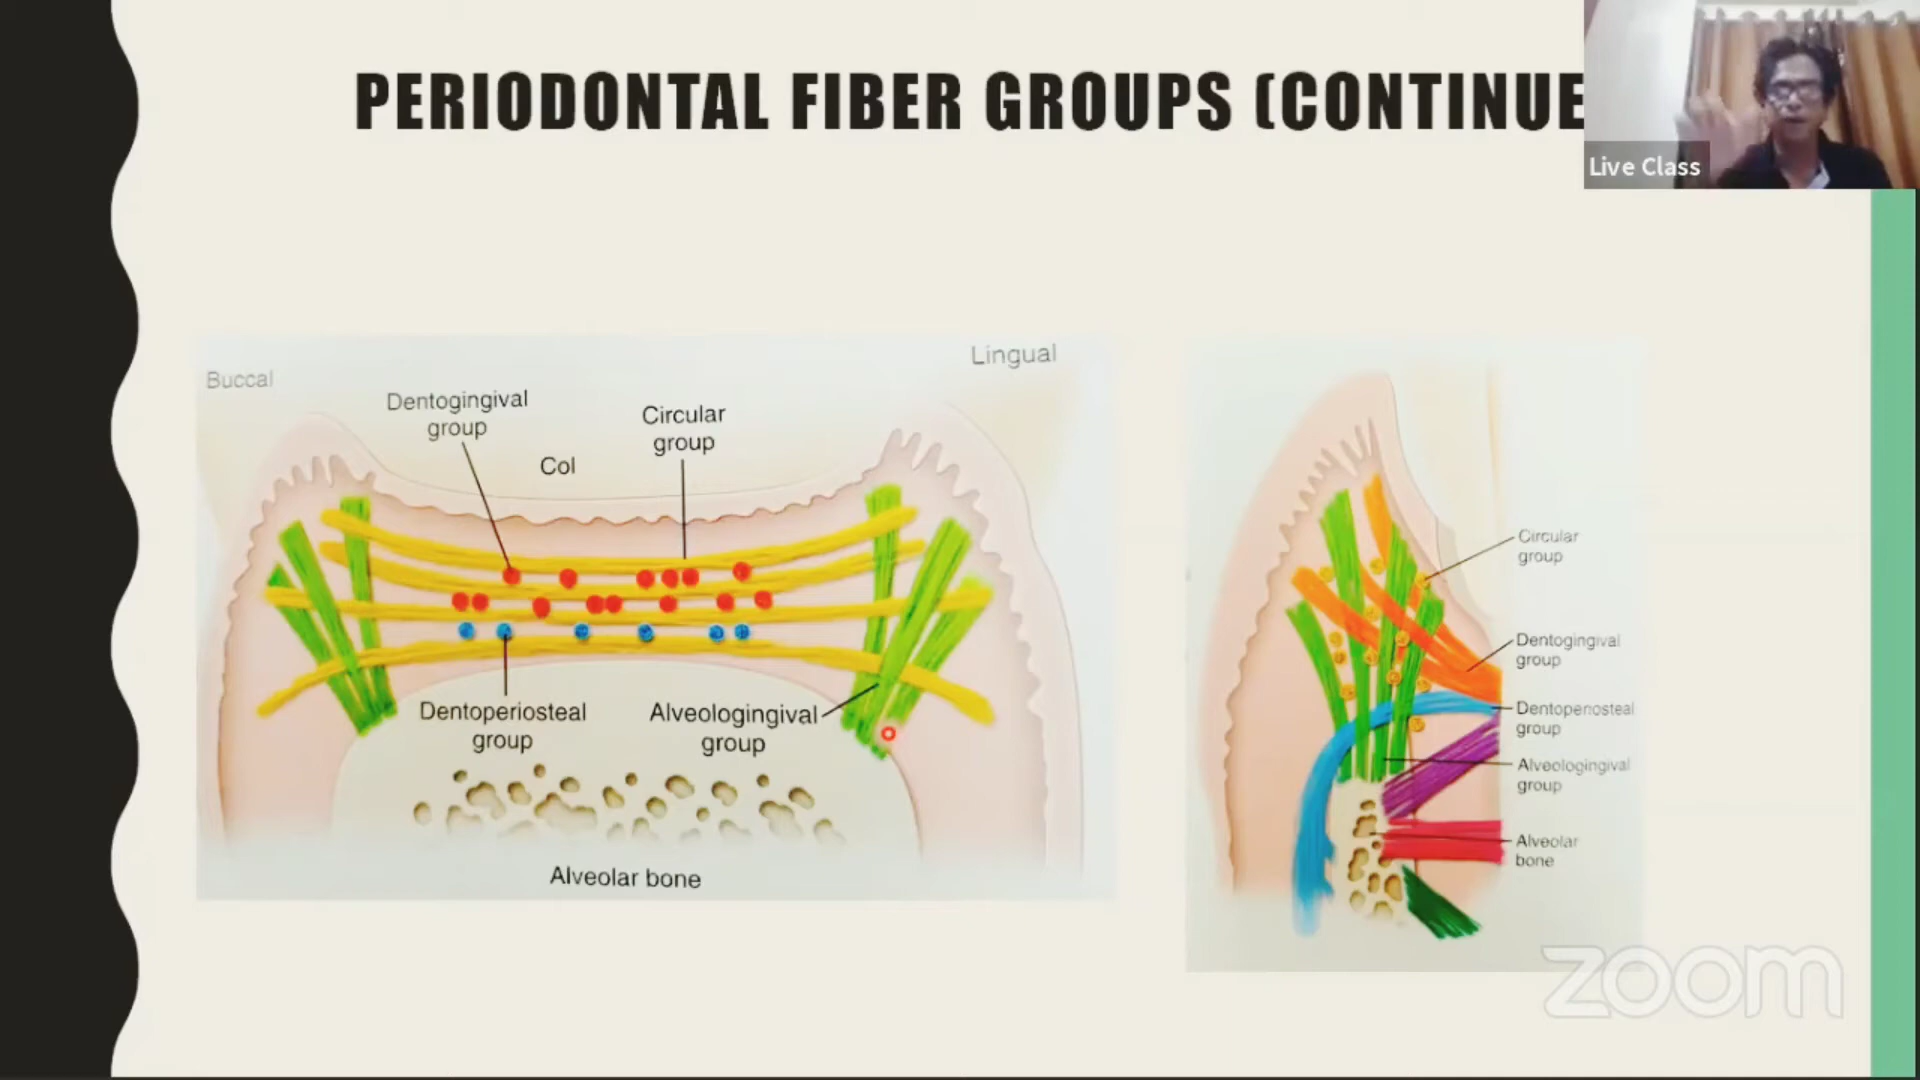 PERIODONTAL FIBER GROUPS (CONTINUE
Live Class
Buccal
Lingual
Dentogingival
group
Circular
group
Col
Dentoperiosteal
group
Alveologingival
group
Alveolar bone
Circular
group
Dentogingival
group
Dentoperiosteal
group
Alveologingival
group
Alveolar
bone
zoom